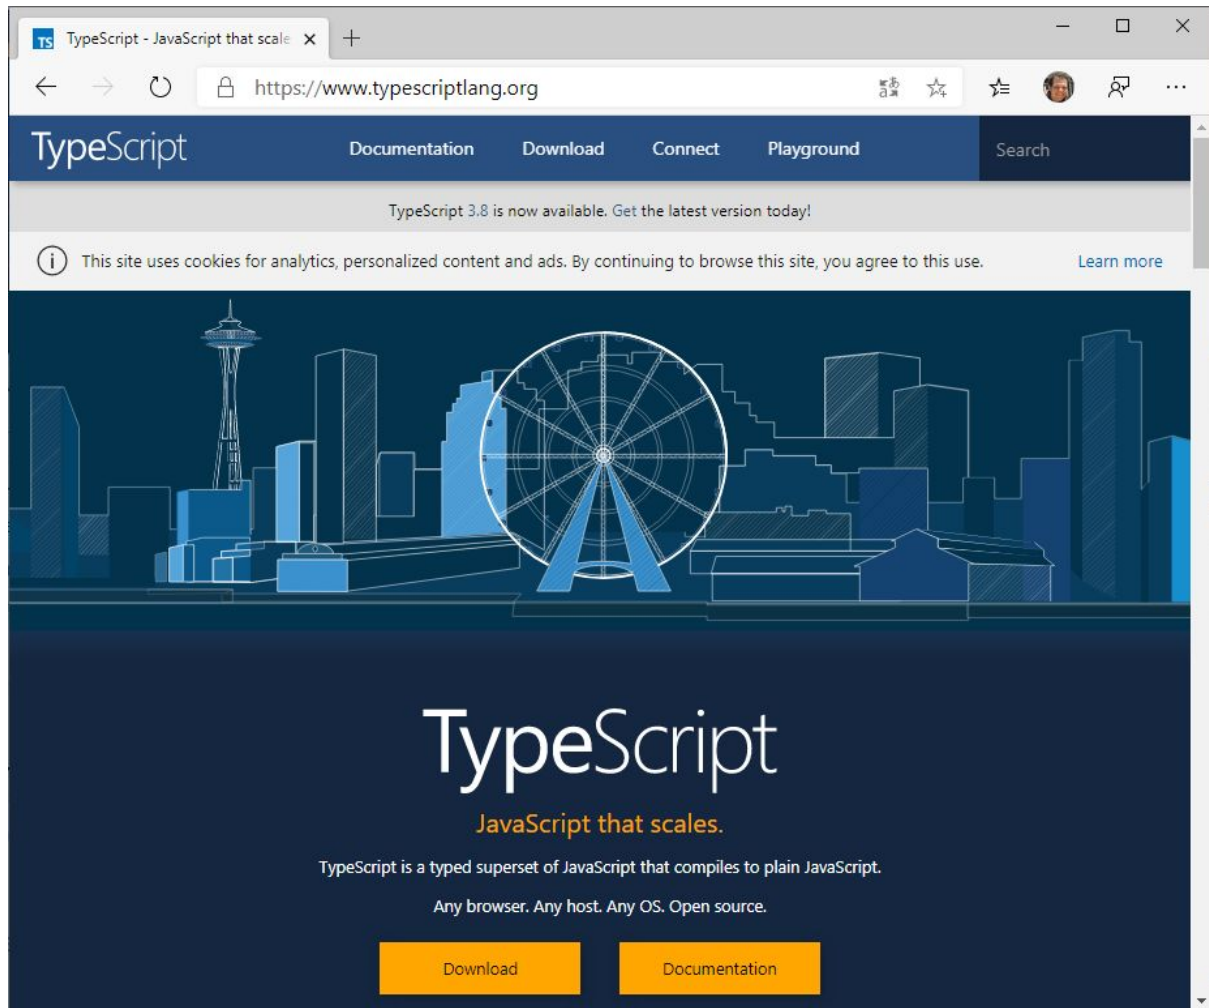 TS TypeScript - JavaScript that scale
https://www.typescriptlang.org
TypeScript Documentation Download Connect Playground Search
TypeScript 3.8 is now available. Get the latest version today!
This site uses cookies for analytics, personalized content and ads. By continuing to browse this site, you agree to this use. Learn more
TypeScript
JavaScript that scales.
TypeScript is a typed superset of JavaScript that compiles to plain JavaScript.
Any browser. Any host. Any OS. Open source.
Download Documentation